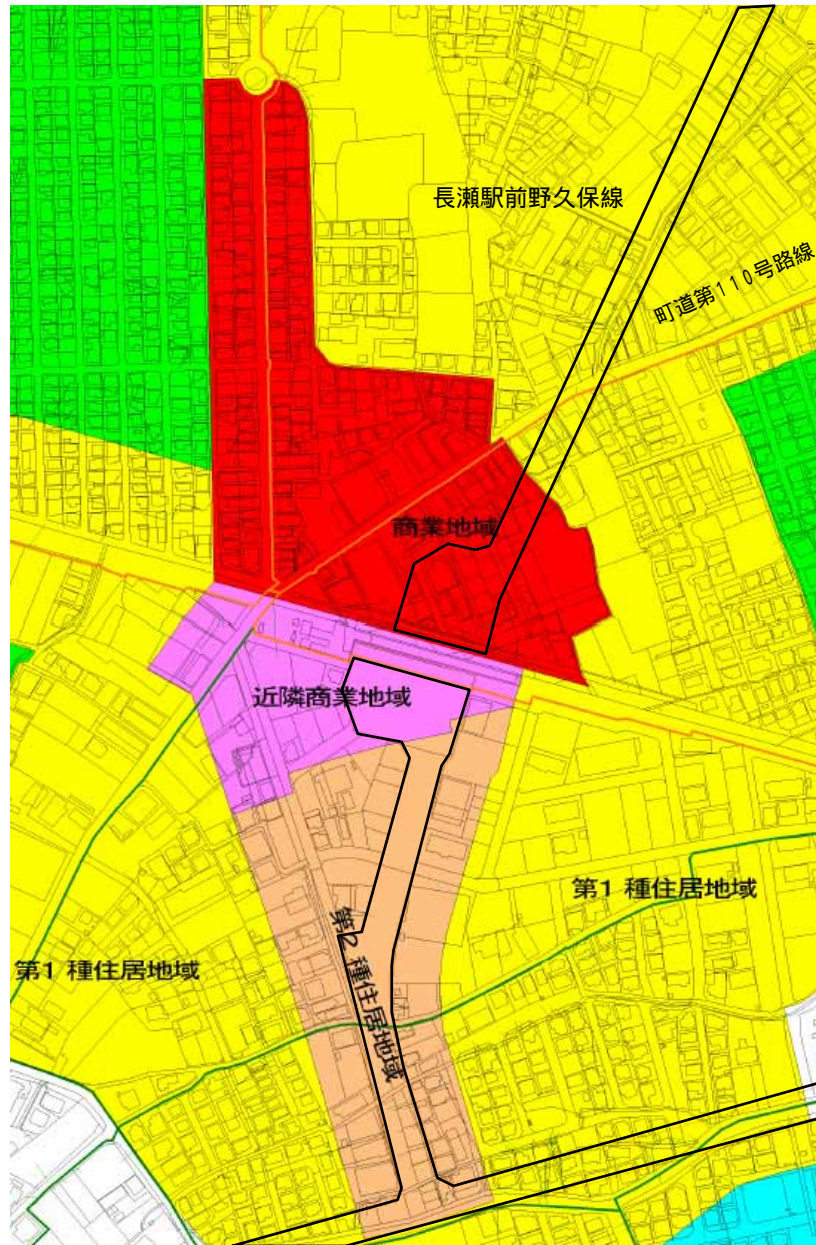 長瀬駅前野久保線
町道第110号路線
商業地域
近隣商業地域
第1 種住居地域
第2 種住居地域
第1 種住居地域